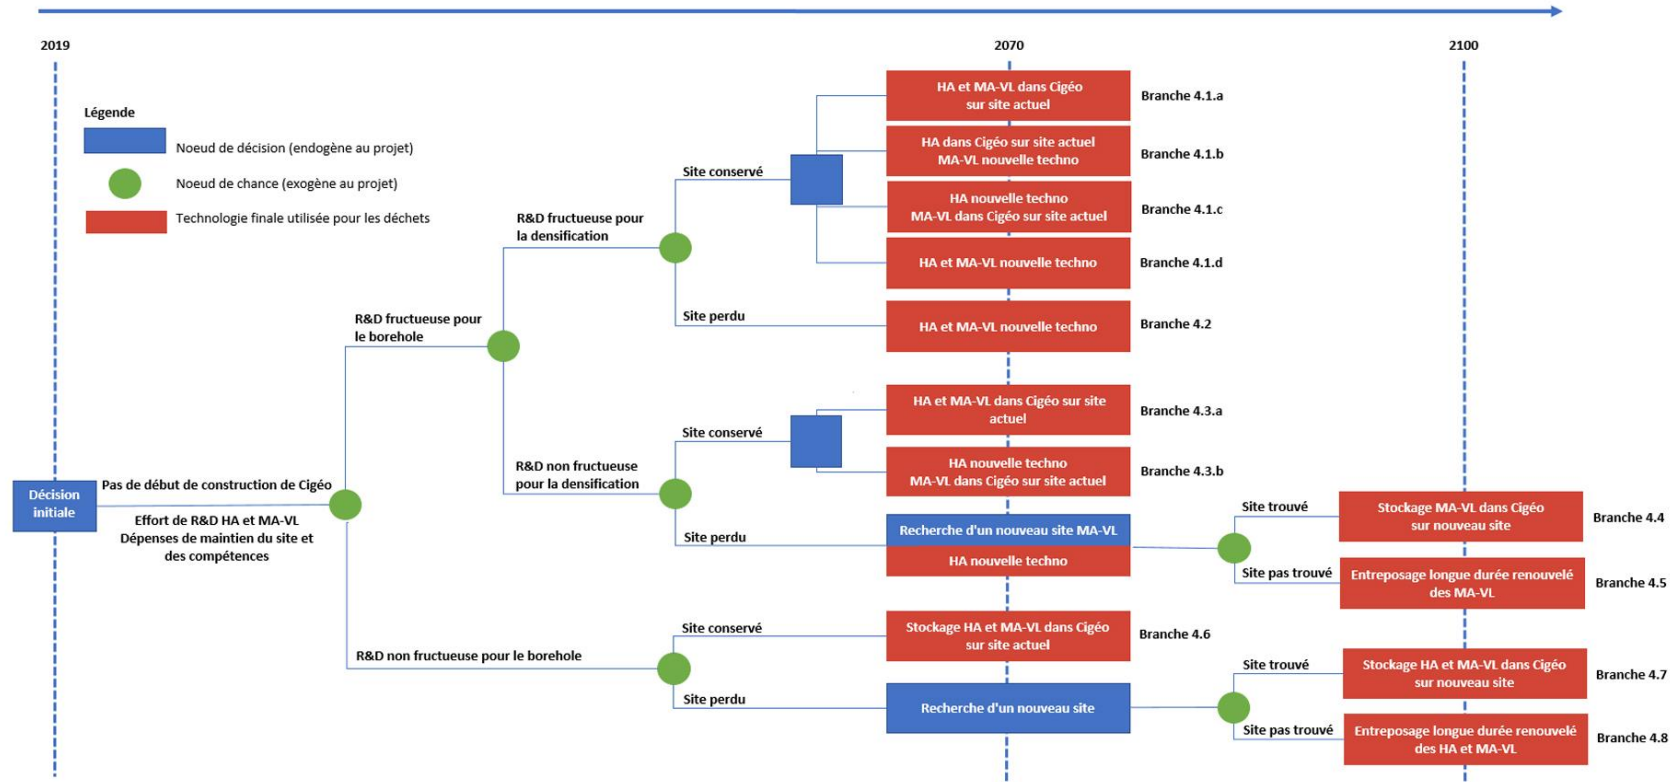 2019
2070
2100
Légende
Noeud de décision (endogène au projet)
Noeud de chance (exogène au projet)
Technologie finale utilisée pour les déchets
Décision
initiale
Pas de début de construction de Cigéo
Effort de R&D HA et MA-VL
Dépenses de maintien du site et
des compétences
R&D fructueuse pour
le borehole
R&D non fructueuse pour le borehole
R&D fructueuse pour
la densification
R&D non fructueuse
pour la densification
Site conservé
Site perdu
Site conservé
Site perdu
Site conservé
Site perdu
HA et MA-VL dans Cigéo
sur site actuel
Branche 4.1.a
HA dans Cigéo sur site actuel
MA-VL nouvelle techno
Branche 4.1.b
HA nouvelle techno
MA-VL dans Cigéo sur site actuel
Branche 4.1.c
HA et MA-VL nouvelle techno
Branche 4.1.d
HA et MA-VL nouvelle techno
Branche 4.2
HA et MA-VL dans Cigéo sur site
actuel
Branche 4.3.a
HA nouvelle techno
MA-VL dans Cigéo sur site actuel
Branche 4.3.b
Recherche d'un nouveau site MA-VL
HA nouvelle techno
Site trouvé
Stockage MA-VL dans Cigéo
sur nouveau site
Branche 4.4
Site pas trouvé
Entreposage longue durée renouvelé
des MA-VL
Branche 4.5
Stockage HA et MA-VL dans Cigéo
sur site actuel
Branche 4.6
Recherche d'un nouveau site
Site trouvé
Stockage HA et MA-VL dans Cigéo
sur nouveau site
Branche 4.7
Site pas trouvé
Entreposage longue durée renouvelé
des HA et MA-VL
Branche 4.8